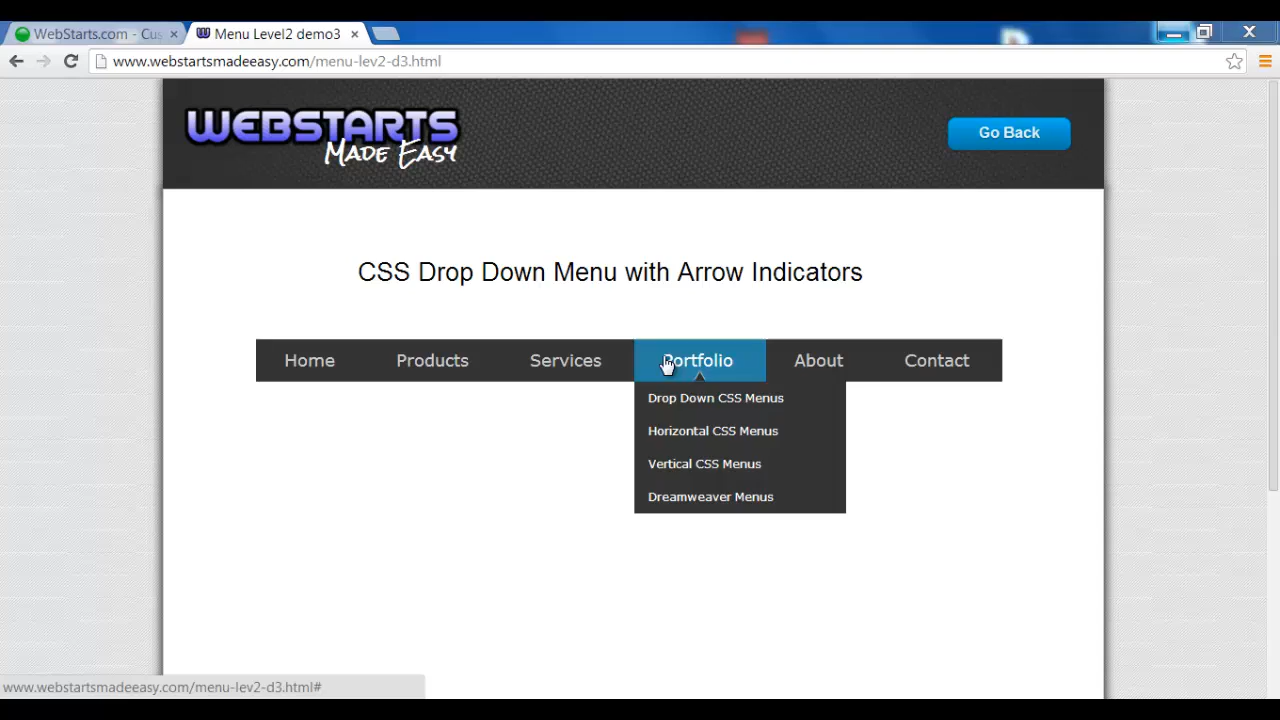 WebStarts.com - Cus
Menu Level2 demo3
www.webstartsmadeeasy.com/menu-lev2-d3.html
WEBSTARTS
Made Easy
Go Back
CSS Drop Down Menu with Arrow Indicators
Home Products Services Portfolio About Contact
Drop Down CSS Menus
Horizontal CSS Menus
Vertical CSS Menus
Dreamweaver Menus
www.webstartsmadeeasy.com/menu-lev2-d3.html#